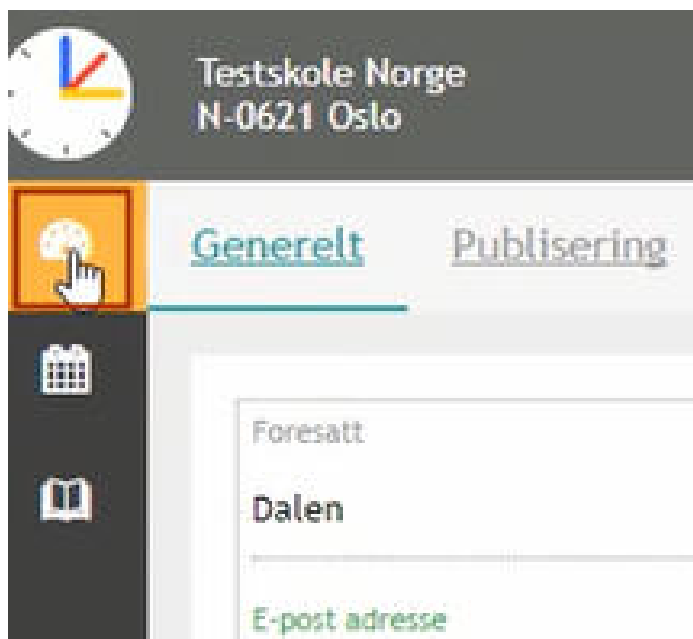 Testskole Norge
N-0621 Oslo
Generelt Publisering
Foresatt
Dalen
E-post adresse